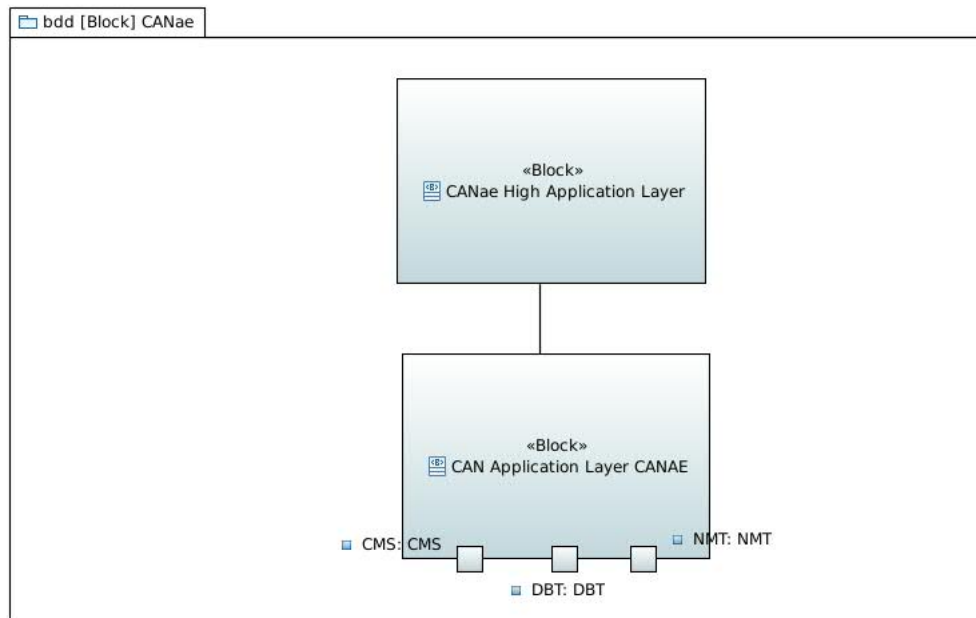 bdd [Block] CANae
«Block»
CANae High Application Layer
«Block»
CAN Application Layer CANAE
CMS: CMS
NMT: NMT
DBT: DBT